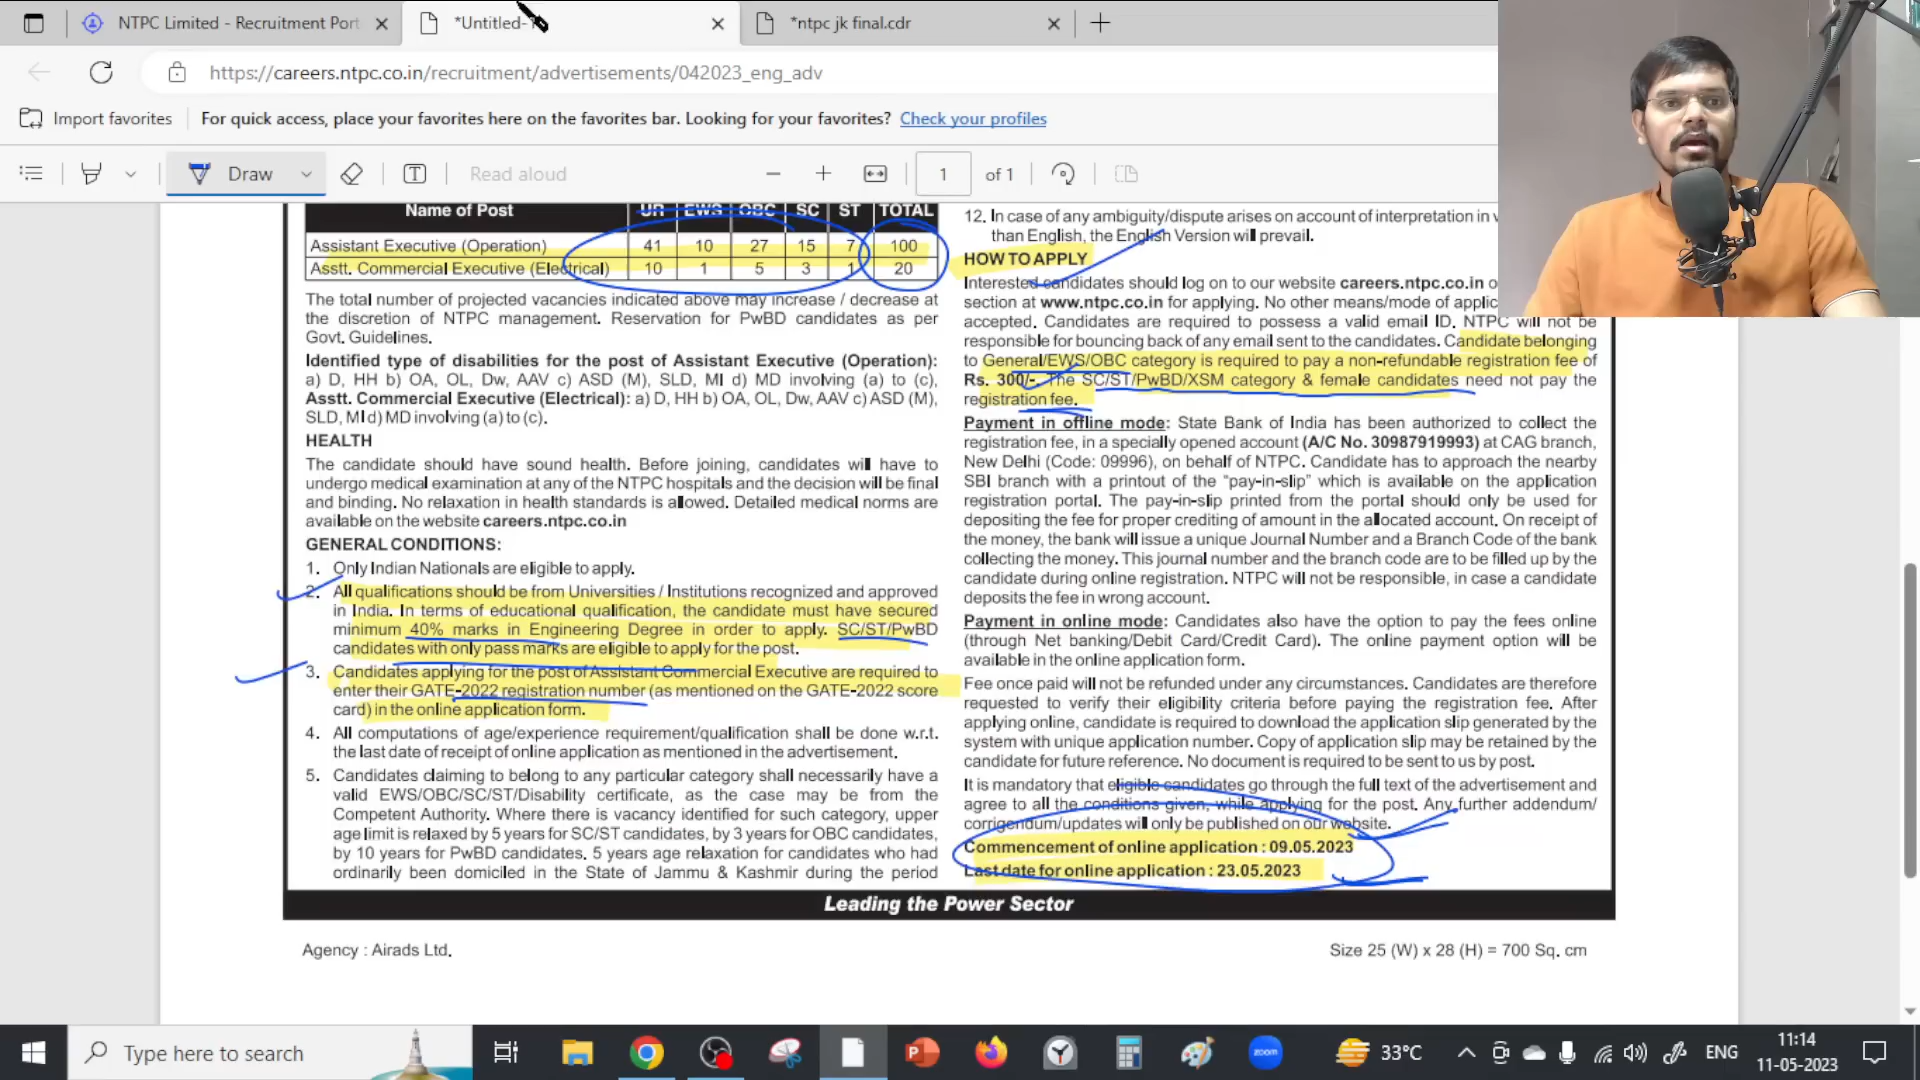 NTPC Limited - Recruitment Port
*Untitled-
*ntpc jk final.cdr
https://careers.ntpc.co.in/recruitment/advertisements/042023_eng_adv
Import favorites
For quick access, place your favorites here on the favorites bar. Looking for your favorites? Check your profiles
Draw
Read aloud
1 of 1
Name of Post UR EWS OBC SC ST TOTAL
Assistant Executive (Operation) 41 10 27 15 7 100
Asstt. Commercial Executive (Electrical) 10 1 5 3 1 20
The total number of projected vacancies indicated above may increase / decrease at
the discretion of NTPC management. Reservation for PwBD candidates as per
Govt. Guidelines.
Identified type of disabilities for the post of Assistant Executive (Operation):
a) D, HH b) OA, OL, Dw, AAV c) ASD (M), SLD, MI d) MD involving (a) to (c),
Asstt. Commercial Executive (Electrical): a) D, HH b) OA, OL, Dw, AAV c) ASD (M),
SLD, MI d) MD involving (a) to (c).
HEALTH
The candidate should have sound health. Before joining, candidates will have to
undergo medical examination at any of the NTPC hospitals and the decision will be final
and binding. No relaxation in health standards is allowed. Detailed medical norms are
available on the website careers.ntpc.co.in
GENERAL CONDITIONS:
1. Only Indian Nationals are eligible to apply.
2. All qualifications should be from Universities / Institutions recognized and approved
in India. In terms of educational qualification, the candidate must have secured
minimum 40% marks in Engineering Degree in order to apply. SC/ST/PwBD
candidates with only pass marks are eligible to apply for the post.
3. Candidates applying for the post of Assistant Commercial Executive are required to
enter their GATE-2022 registration number (as mentioned on the GATE-2022 score
card) in the online application form.
4. All computations of age/experience requirement/qualification shall be done w.r.t.
the last date of receipt of online application as mentioned in the advertisement.
5. Candidates claiming to belong to any particular category shall necessarily have a
valid EWS/OBC/SC/ST/Disability certificate, as the case may be from the
Competent Authority. Where there is vacancy identified for such category, upper
age limit is relaxed by 5 years for SC/ST candidates, by 3 years for OBC candidates,
by 10 years for PwBD candidates. 5 years age relaxation for candidates who had
ordinarily been domiciled in the State of Jammu & Kashmir during the period
12. In case of any ambiguity/dispute arises on account of interpretation in v
than English, the English Version will prevail.
HOW TO APPLY
Interested candidates should log on to our website careers.ntpc.co.in o
section at www.ntpc.co.in for applying. No other means/mode of applic
accepted. Candidates are required to possess a valid email ID. NTPC will not be
responsible for bouncing back of any email sent to the candidates. Candidate belonging
to General/EWS/OBC category is required to pay a non-refundable registration fee of
Rs. 300/-. The SC/ST/PwBD/XSM category & female candidates need not pay the
registration fee.
Payment in offline mode: State Bank of India has been authorized to collect the
registration fee, in a specially opened account (A/C No. 30987919993) at CAG branch,
New Delhi (Code: 09996), on behalf of NTPC. Candidate has to approach the nearby
SBI branch with a printout of the "pay-in-slip" which is available on the application
registration portal. The pay-in-slip printed from the portal should only be used for
depositing the fee for proper crediting of amount in the allocated account. On receipt of
the money, the bank will issue a unique Journal Number and a Branch Code of the bank
collecting the money. This journal number and the branch code are to be filled up by the
candidate during online registration. NTPC will not be responsible, in case a candidate
deposits the fee in wrong account.
Payment in online mode: Candidates also have the option to pay the fees online
(through Net banking/Debit Card/Credit Card). The online payment option will be
available in the online application form.
Fee once paid will not be refunded under any circumstances. Candidates are therefore
requested to verify their eligibility criteria before paying the registration fee. After
applying online, candidate is required to download the application slip generated by the
system with unique application number. Copy of application slip may be retained by the
candidate for future reference. No document is required to be sent to us by post.
It is mandatory that eligible candidates go through the full text of the advertisement and
agree to all the conditions given, while applying for the post. Any further addendum/
corrigendum/updates will only be published on our website.
Commencement of online application : 09.05.2023
Last date for online application : 23.05.2023
Leading the Power Sector
Agency : Airads Ltd.
Size 25 (W) x 28 (H) = 700 Sq. cm
Type here to search
zoom
33°C
ENG
11:14
11-05-2023